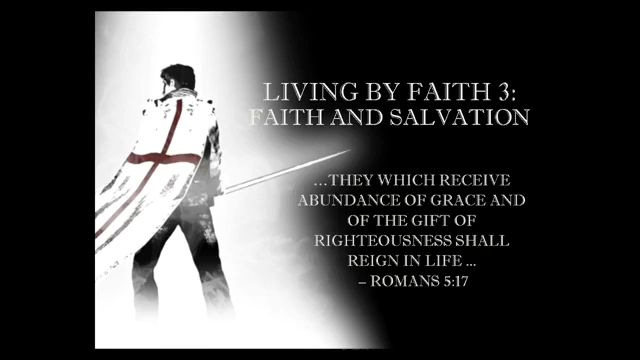 LIVING BY FAITH 3:
FAITH AND SALVATION
…THEY WHICH RECEIVE
ABUNDANCE OF GRACE AND
OF THE GIFT OF
RIGHTEOUSNESS SHALL
REIGN IN LIFE …
– ROMANS 5:17